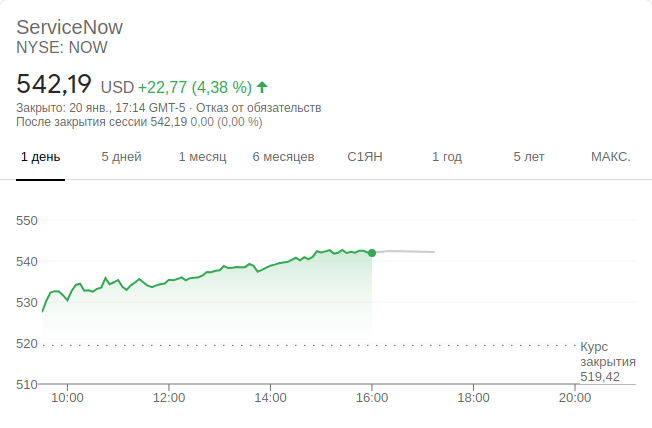 ServiceNow
NYSE: NOW
542,19 USD +22,77 (4,38 %)
Закрыто: 20 янв., 17:14 GMT-5 · Отказ от обязательств
После закрытия сессии 542,19 0,00 (0,00 %)
1 день 5 дней 1 месяц 6 месяцев С1ЯН 1 год 5 лет МАКС.
550
540
530
520
Курс
закрытия
519,42
510
10:00 12:00 14:00 16:00 18:00 20:00